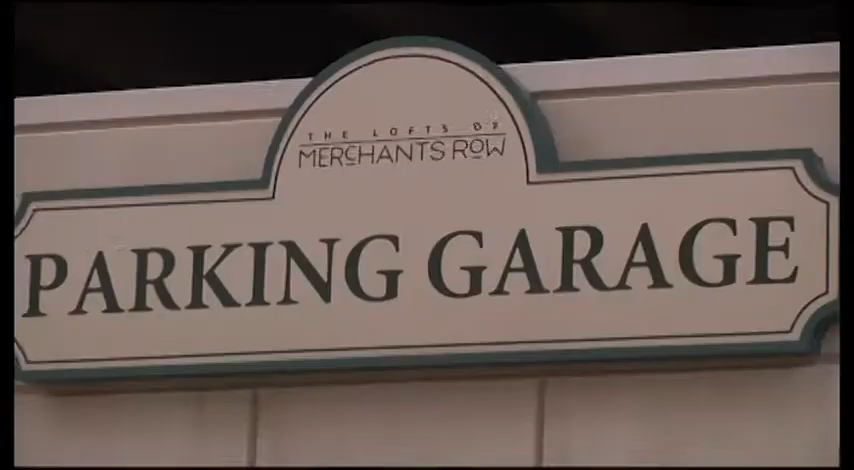 THE LOFTS OF
MERCHANTS ROW
PARKING GARAGE